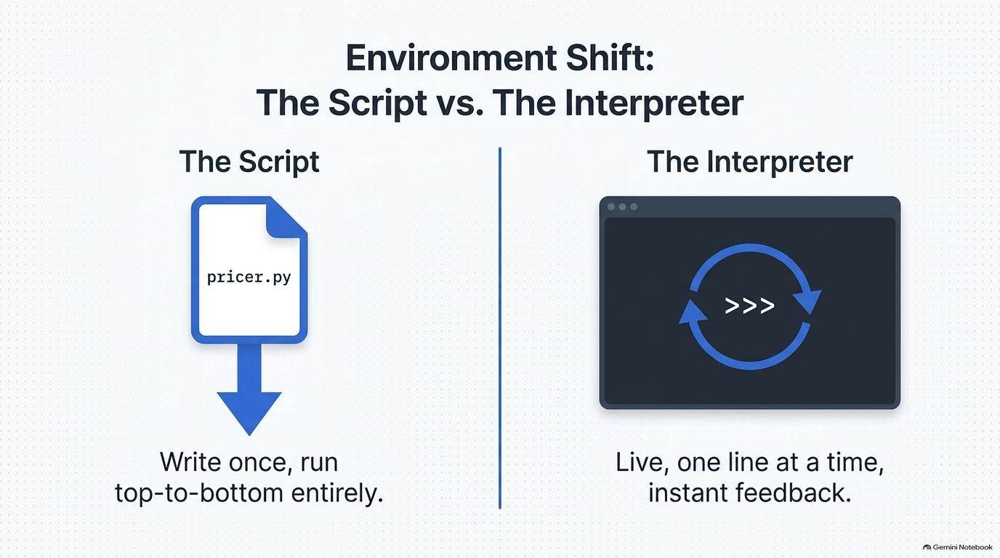 Environment Shift:
The Script vs. The Interpreter
The Script
pricer.py
Write once, run
top-to-bottom entirely.
The Interpreter
>>>
Live, one line at a time,
instant feedback.
Gemini Notebook